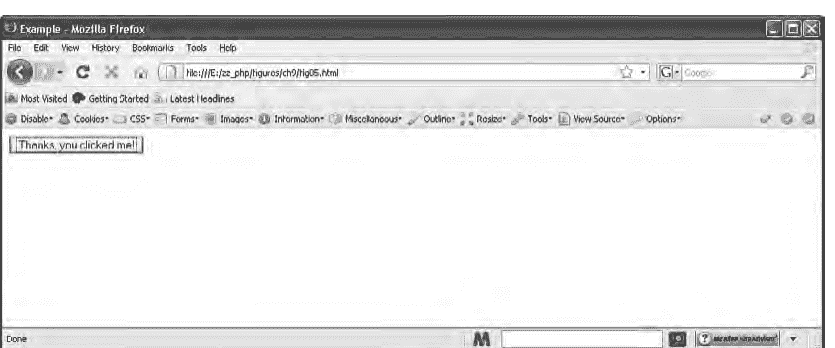 Example - Mozilla Firefox
File Edit View History Bookmarks Tools Help
file:///E:/zz_php/figures/ch9/fig05.html
G Google
Most Visited Getting Started Latest Headlines
Disable Cookies CSS Forms Images Information Miscellaneous Outline Resize Tools View Source Options
Thanks, you clicked me!!
Done
M ?